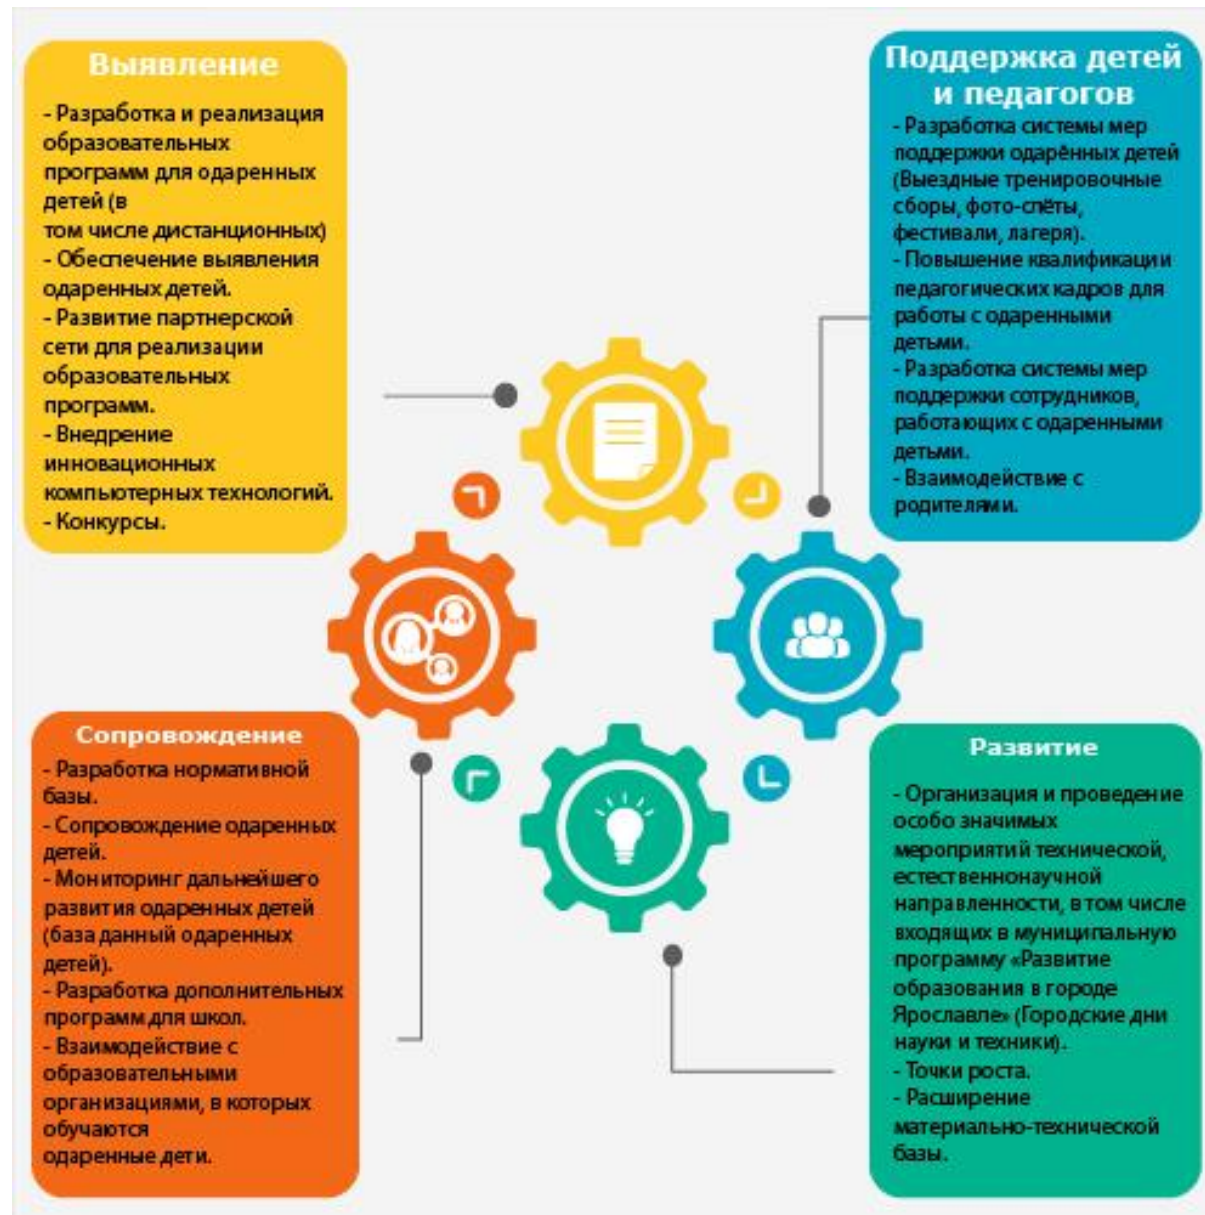 Выявление
- Разработка и реализация
образовательных
программ для одаренных
детей (в
том числе дистанционных)
- Обеспечение выявления
одаренных детей.
- Развитие партнерской
сети для реализации
образовательных
программ.
- Внедрение
инновационных
компьютерных технологий.
- Конкурсы.
Поддержка детей
и педагогов
- Разработка системы мер
поддержки одарённых детей
(Выездные тренировочные
сборы, фото-слёты,
фестивали, лагеря).
- Повышение квалификации
педагогических кадров для
работы с одаренными
детьми.
- Разработка системы мер
поддержки сотрудников,
работающих с одаренными
детьми.
- Взаимодействие с
родителями.
Сопровождение
- Разработка нормативной
базы.
- Сопровождение одаренных
детей.
- Мониторинг дальнейшего
развития одаренных детей
(база данный одаренных
детей).
- Разработка дополнительных
программ для школ.
- Взаимодействие с
образовательными
организациями, в которых
обучаются
одаренные дети.
Развитие
- Организация и проведение
особо значимых
мероприятий технической,
естественнонаучной
направленности, в том числе
входящих в муниципальную
программу «Развитие
образования в городе
Ярославле» (Городские дни
науки и техники).
- Точки роста.
- Расширение
материально-технической
базы.